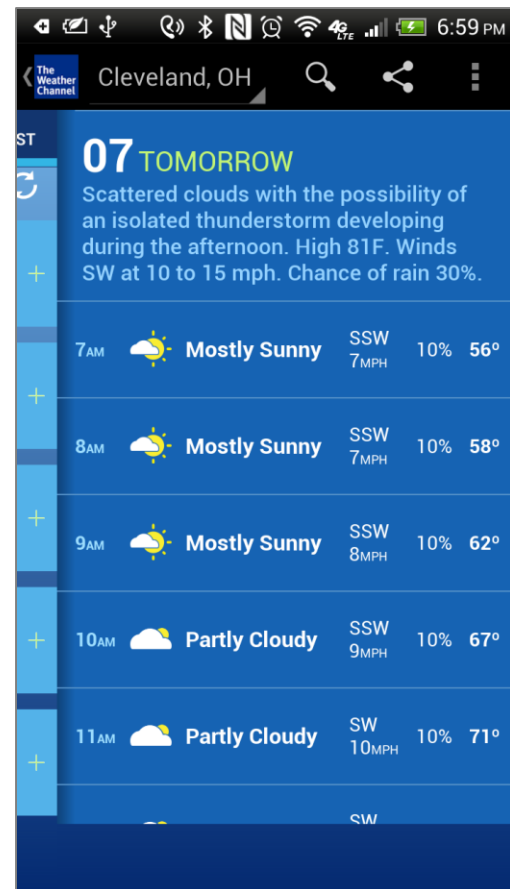 4G LTE 6:59 PM
The Weather Channel
Cleveland, OH
ST
07 TOMORROW
Scattered clouds with the possibility of
an isolated thunderstorm developing
during the afternoon. High 81F. Winds
SW at 10 to 15 mph. Chance of rain 30%.
7AM Mostly Sunny SSW 7MPH 10% 56°
8AM Mostly Sunny SSW 7MPH 10% 58°
9AM Mostly Sunny SSW 8MPH 10% 62°
10AM Partly Cloudy SSW 9MPH 10% 67°
11AM Partly Cloudy SW 10MPH 10% 71°
SW